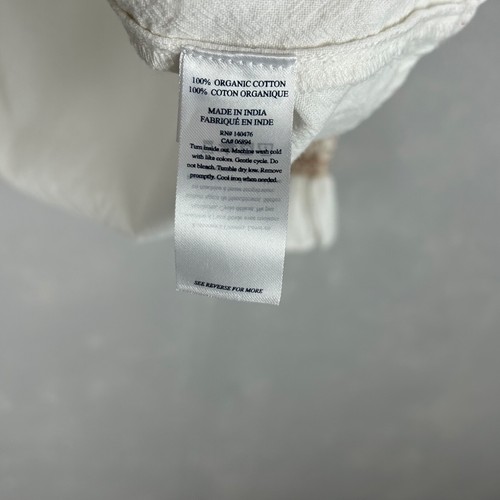 100% ORGANIC COTTON
100% COTON ORGANIQUE
MADE IN INDIA
FABRIQUÉ EN INDE
RN# 140476
CA# 06894
Turn inside out. Machine wash cold
with like colors. Gentle cycle. Do
not bleach. Tumble dry low. Remove
promptly. Cool iron when needed.
SEE REVERSE FOR MORE